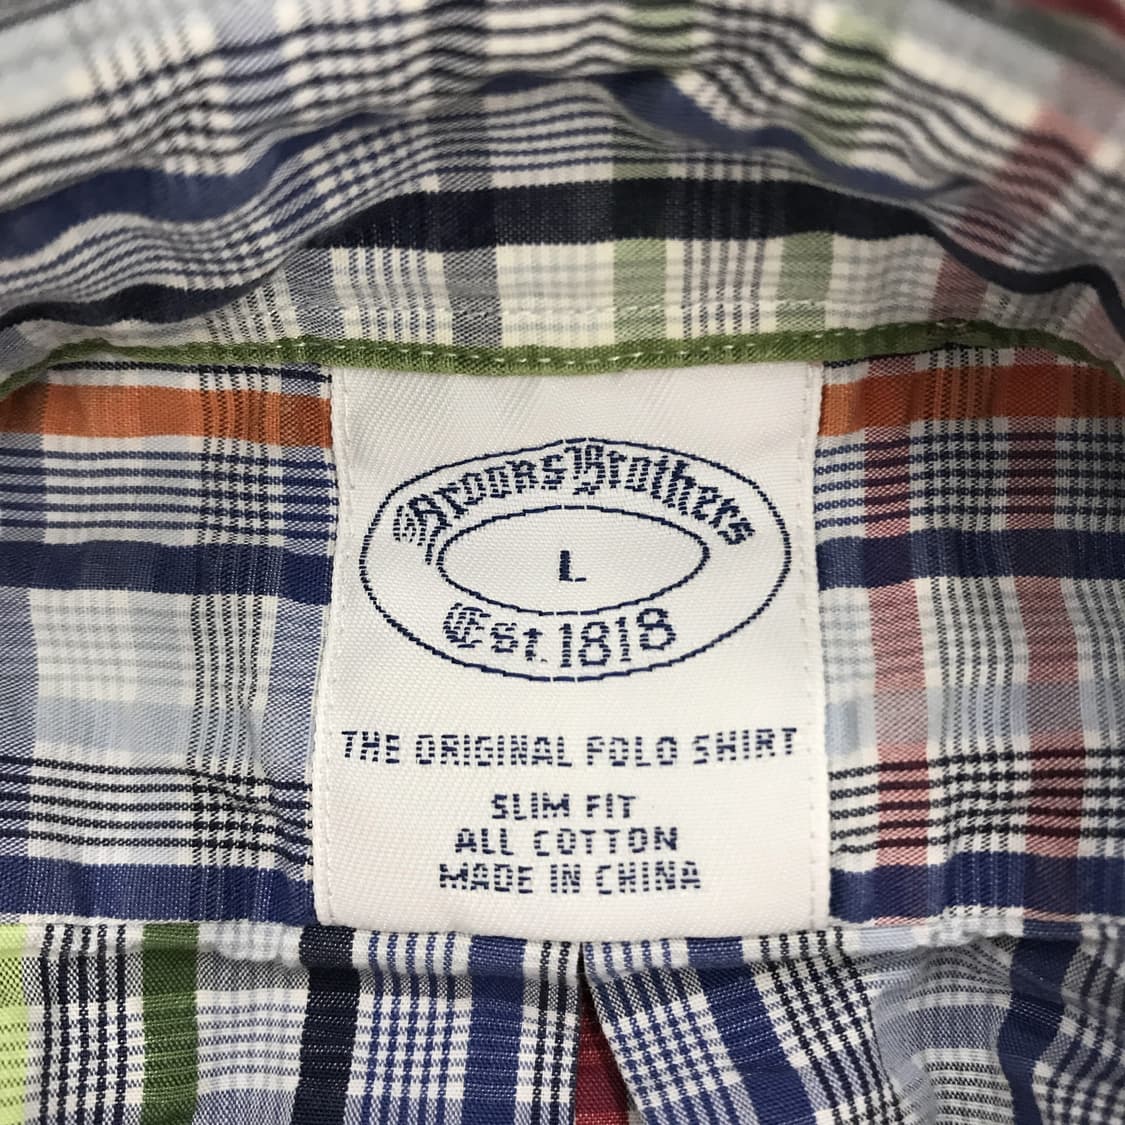 Brooks Brothers
L
Est. 1818
THE ORIGINAL POLO SHIRT
SLIM FIT
ALL COTTON
MADE IN CHINA